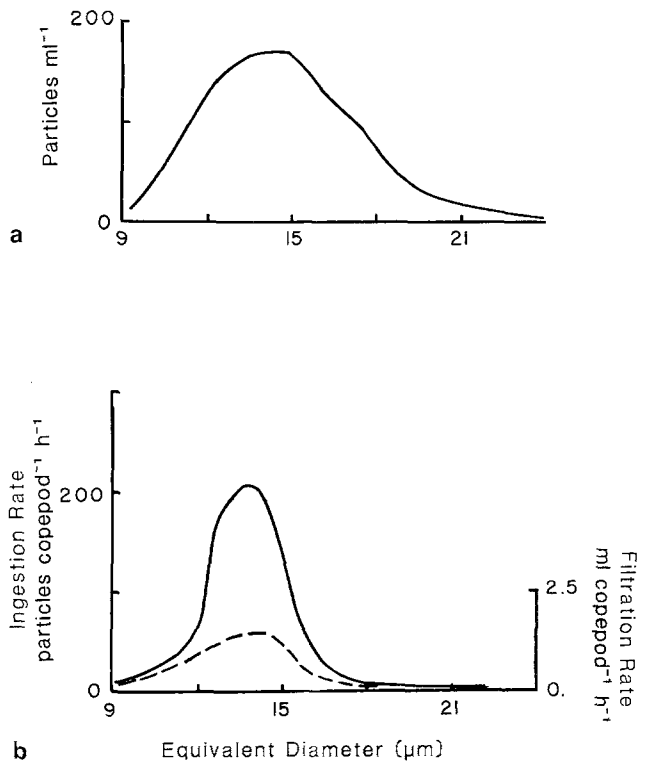 200
Particles ml⁻¹
0
9 15 21
a
Ingestion Rate
particles copepod⁻¹ h⁻¹
200
0
2.5
0.
Filtration Rate
ml copepod⁻¹ h⁻¹
9 15 21
b
Equivalent Diameter (μm)